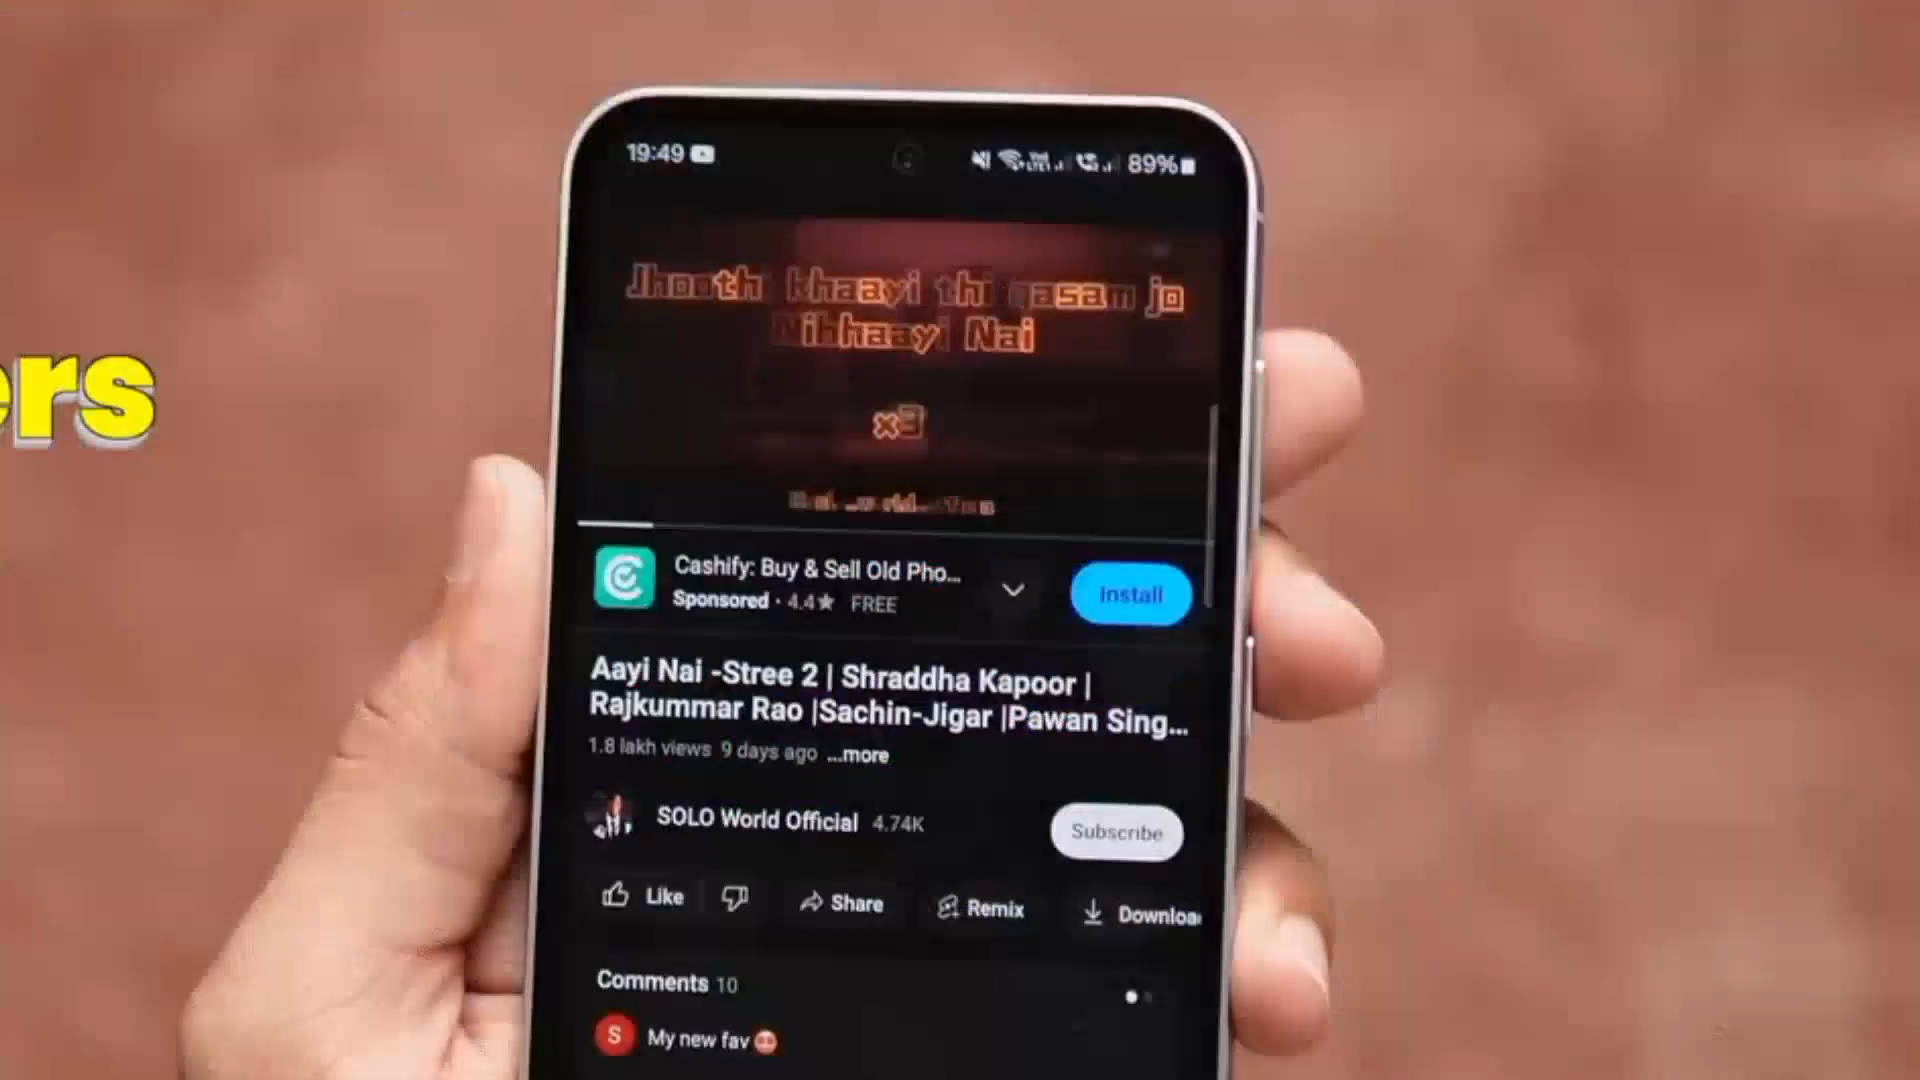 19:49
89%
Jhoothi khaayi thi qasam jo
Nibhaayi Nai
x3
ers
Cashify: Buy & Sell Old Pho...
Install
Sponsored · 4.4★ FREE
Aayi Nai -Stree 2 | Shraddha Kapoor |
Rajkummar Rao |Sachin-Jigar |Pawan Sing...
1.8 lakh views 9 days ago ...more
SOLO World Official 4.74K
Subscribe
Like
Share
Remix
Downloa
Comments 10
S
My new fav